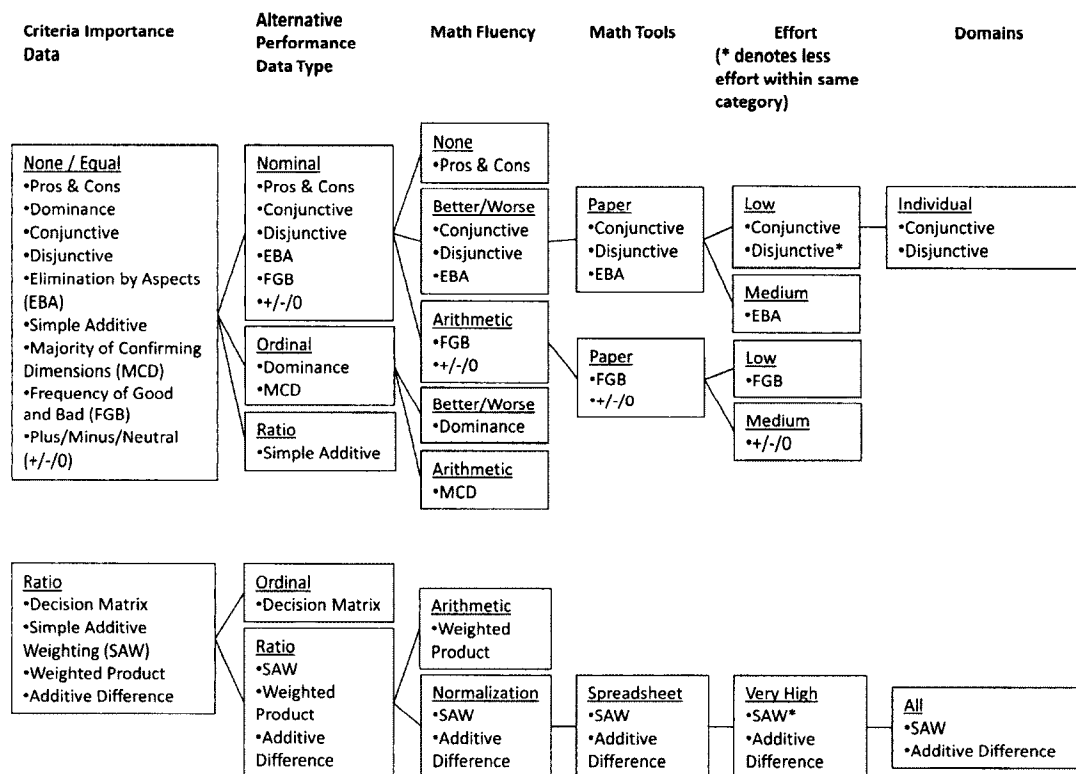 Criteria Importance
Data
Alternative
Performance
Data Type
Math Fluency
Math Tools
Effort
(* denotes less
effort within same
category)
Domains
None / Equal
•Pros & Cons
•Dominance
•Conjunctive
•Disjunctive
•Elimination by Aspects
(EBA)
•Simple Additive
•Majority of Confirming
Dimensions (MCD)
•Frequency of Good
and Bad (FGB)
•Plus/Minus/Neutral
(+/-/0)
Nominal
•Pros & Cons
•Conjunctive
•Disjunctive
•EBA
•FGB
•+/-/0
Ordinal
•Dominance
•MCD
Ratio
•Simple Additive
None
•Pros & Cons
Better/Worse
•Conjunctive
•Disjunctive
•EBA
Arithmetic
•FGB
•+/-/0
Better/Worse
•Dominance
Arithmetic
•MCD
Paper
•Conjunctive
•Disjunctive
•EBA
Paper
•FGB
•+/-/0
Low
•Conjunctive
•Disjunctive*
Medium
•EBA
Low
•FGB
Medium
•+/-/0
Individual
•Conjunctive
•Disjunctive
Ratio
•Decision Matrix
•Simple Additive
Weighting (SAW)
•Weighted Product
•Additive Difference
Ordinal
•Decision Matrix
Ratio
•SAW
•Weighted
Product
•Additive
Difference
Arithmetic
•Weighted
Product
Normalization
•SAW
•Additive
Difference
Spreadsheet
•SAW
•Additive
Difference
Very High
•SAW*
•Additive
Difference
All
•SAW
•Additive Difference